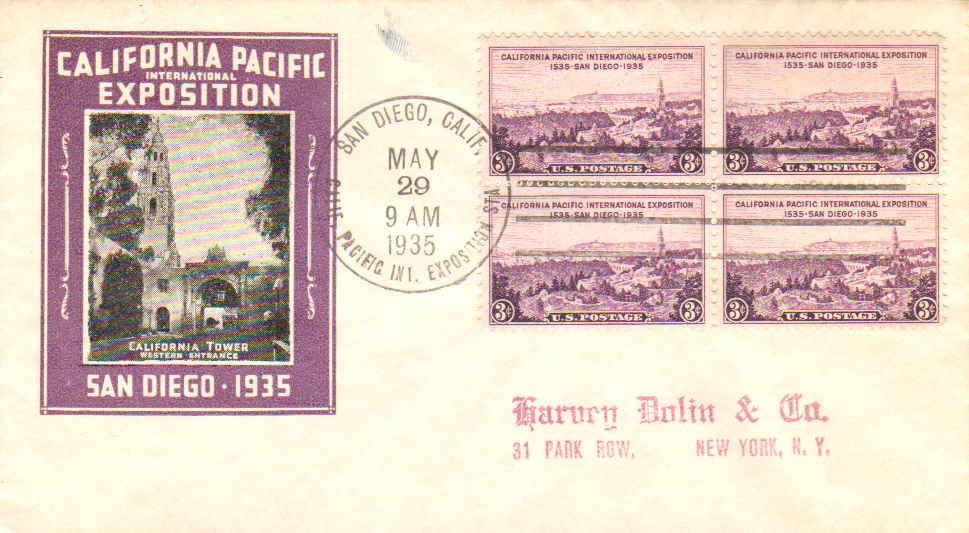 CALIFORNIA PACIFIC
INTERNATIONAL
EXPOSITION
CALIFORNIA TOWER
WESTERN ENTRANCE
SAN DIEGO · 1935
SAN DIEGO, CALIF.
MAY
29
9 AM
1935
CALIF. PACIFIC INT. EXPOSITION STA.
CALIFORNIA PACIFIC INTERNATIONAL EXPOSITION
1535-SAN DIEGO-1935
3¢ U.S. POSTAGE 3¢
CALIFORNIA PACIFIC INTERNATIONAL EXPOSITION
1535-SAN DIEGO-1935
3¢ U.S. POSTAGE 3¢
CALIFORNIA PACIFIC INTERNATIONAL EXPOSITION
1535-SAN DIEGO-1935
3¢ U.S. POSTAGE 3¢
CALIFORNIA PACIFIC INTERNATIONAL EXPOSITION
1535-SAN DIEGO-1935
3¢ U.S. POSTAGE 3¢
Harvey Dolin & Co.
31 PARK ROW, NEW YORK, N. Y.